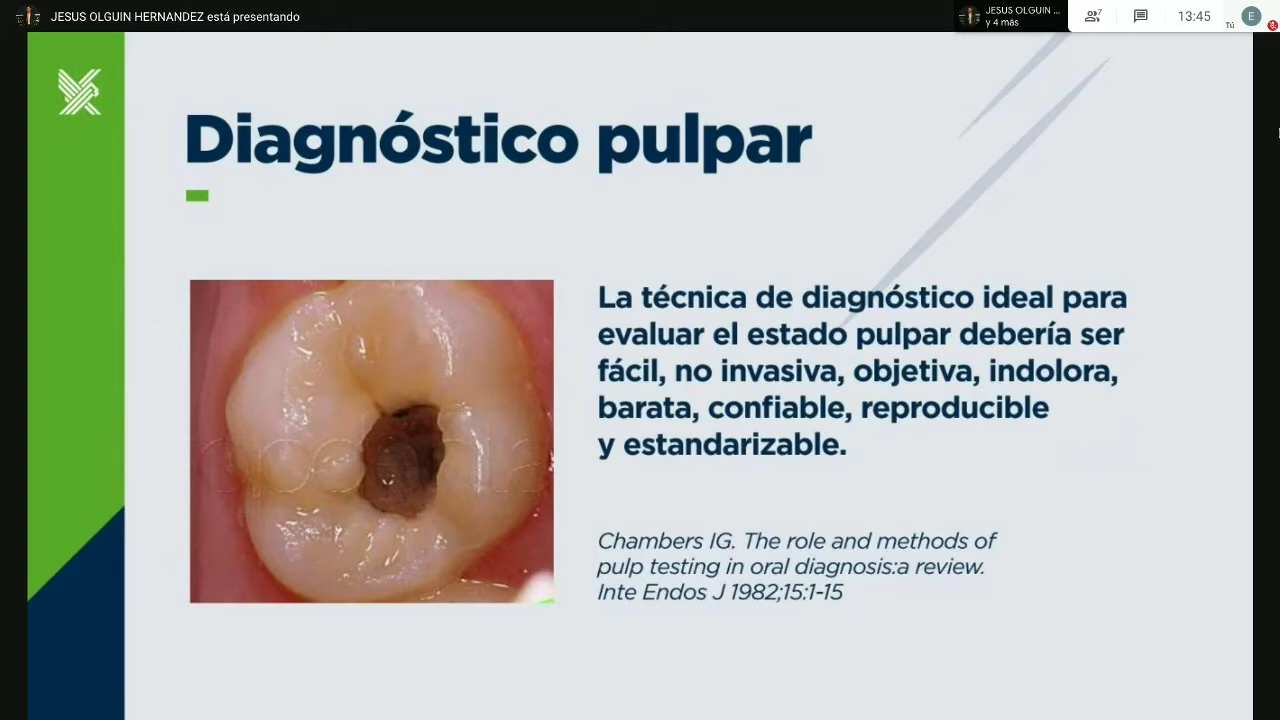 JESUS OLGUIN HERNANDEZ está presentando
JESUS OLGUIN ...
y 4 más
7
13:45
Tú
E
Diagnóstico pulpar
La técnica de diagnóstico ideal para
evaluar el estado pulpar debería ser
fácil, no invasiva, objetiva, indolora,
barata, confiable, reproducible
y estandarizable.
Chambers IG. The role and methods of
pulp testing in oral diagnosis:a review.
Inte Endos J 1982;15:1-15